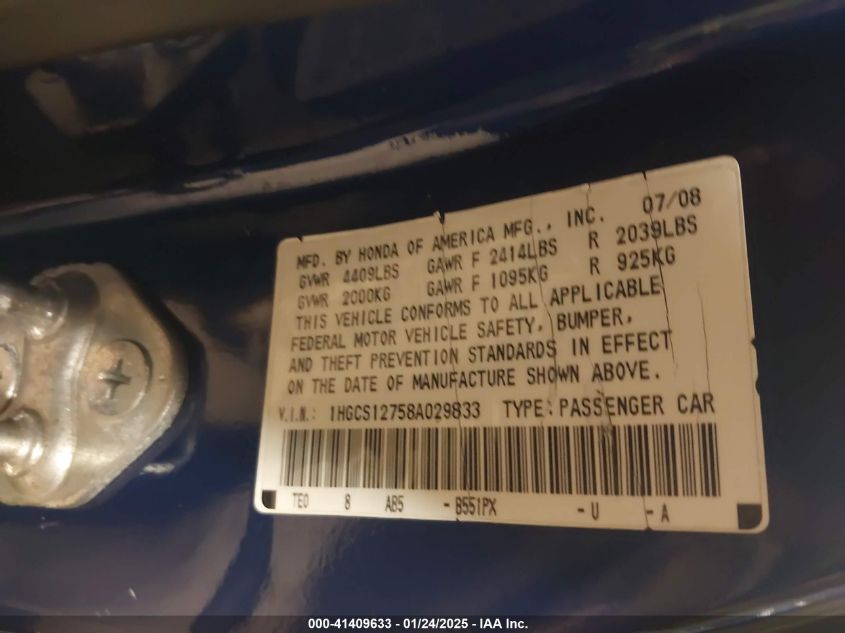 MFD. BY HONDA OF AMERICA MFG., INC. 07/08
GVWR 4409LBS GAWR F 2414LBS R 2039LBS
GVWR 2000KG GAWR F 1095KG R 925KG
THIS VEHICLE CONFORMS TO ALL APPLICABLE
FEDERAL MOTOR VEHICLE SAFETY, BUMPER,
AND THEFT PREVENTION STANDARDS IN EFFECT
ON THE DATE OF MANUFACTURE SHOWN ABOVE.
V.I.N.: 1HGCS12758A029833 TYPE: PASSENGER CAR
TE0 8 AB5 - B551PX - U - A
000-41409633 - 01/24/2025 - IAA Inc.